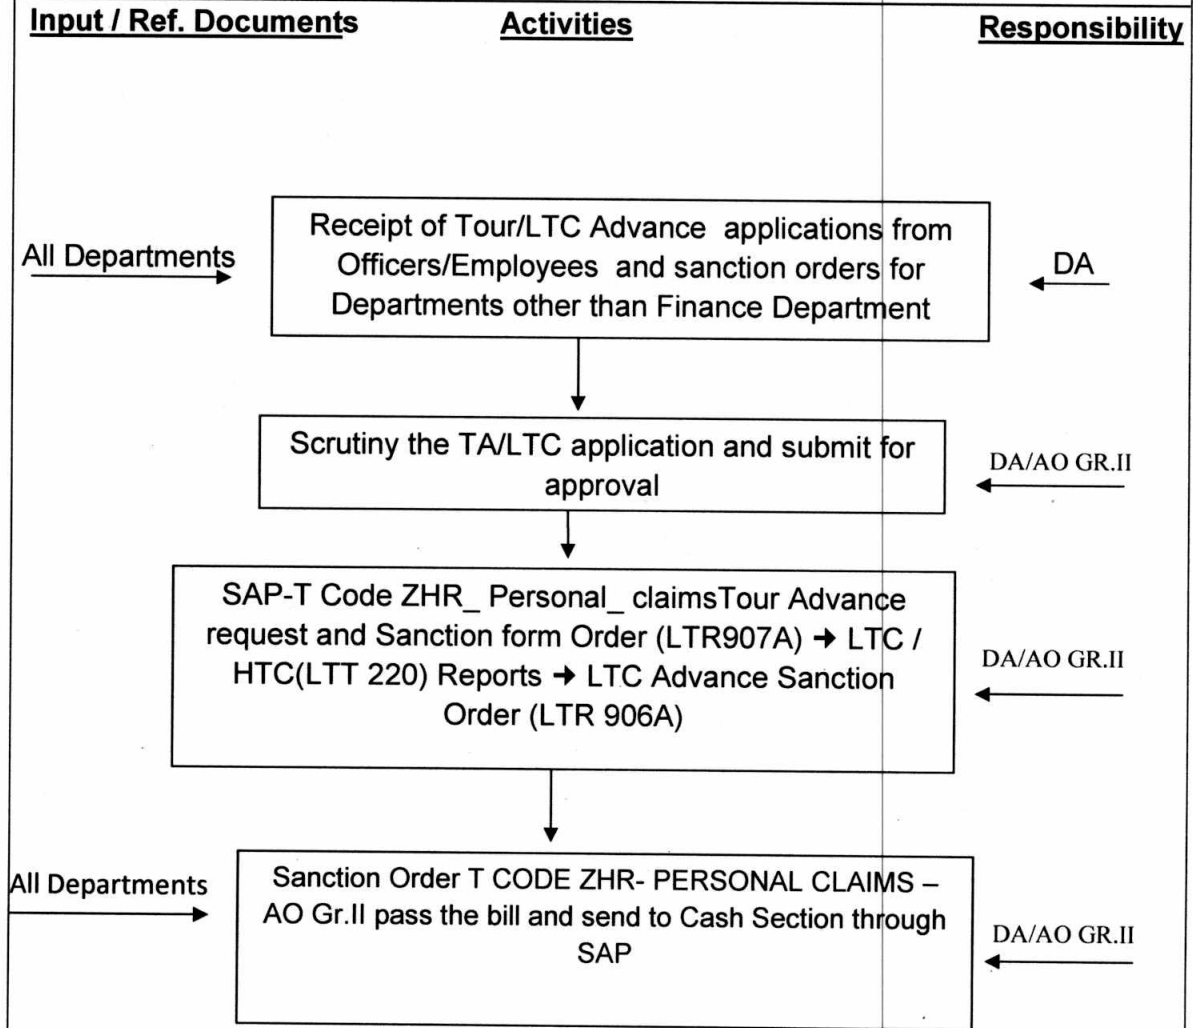 Input / Ref. Documents
Activities
Responsibility
All Departments
Receipt of Tour/LTC Advance applications from
Officers/Employees and sanction orders for
Departments other than Finance Department
DA
Scrutiny the TA/LTC application and submit for
approval
DA/AO GR.II
SAP-T Code ZHR_ Personal_ claimsTour Advance
request and Sanction form Order (LTR907A) ➔ LTC /
HTC(LTT 220) Reports ➔ LTC Advance Sanction
Order (LTR 906A)
DA/AO GR.II
All Departments
Sanction Order T CODE ZHR- PERSONAL CLAIMS –
AO Gr.II pass the bill and send to Cash Section through
SAP
DA/AO GR.II